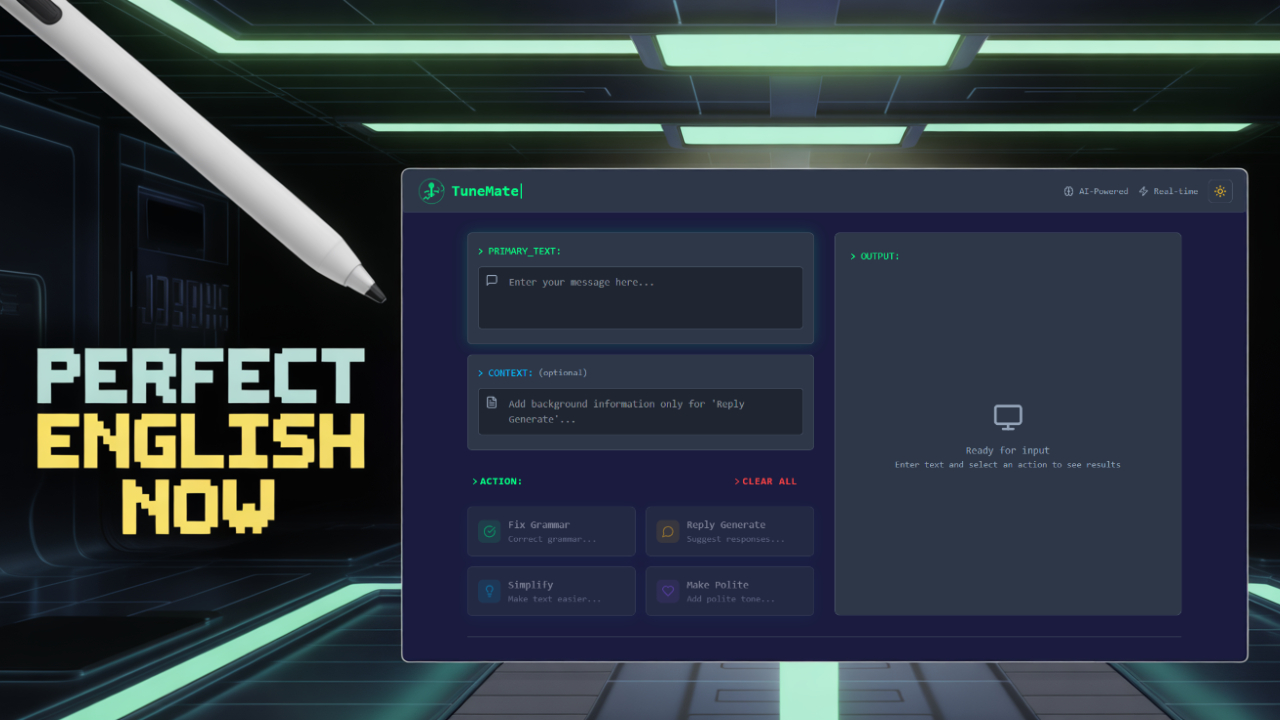 PERFECT
ENGLISH
NOW
TuneMate
AI-Powered
Real-time
> PRIMARY_TEXT:
Enter your message here...
> CONTEXT: (optional)
Add background information only for 'Reply
Generate'...
>ACTION:
>CLEAR ALL
Fix Grammar
Correct grammar...
Reply Generate
Suggest responses...
Simplify
Make text easier...
Make Polite
Add polite tone...
> OUTPUT:
Ready for input
Enter text and select an action to see results